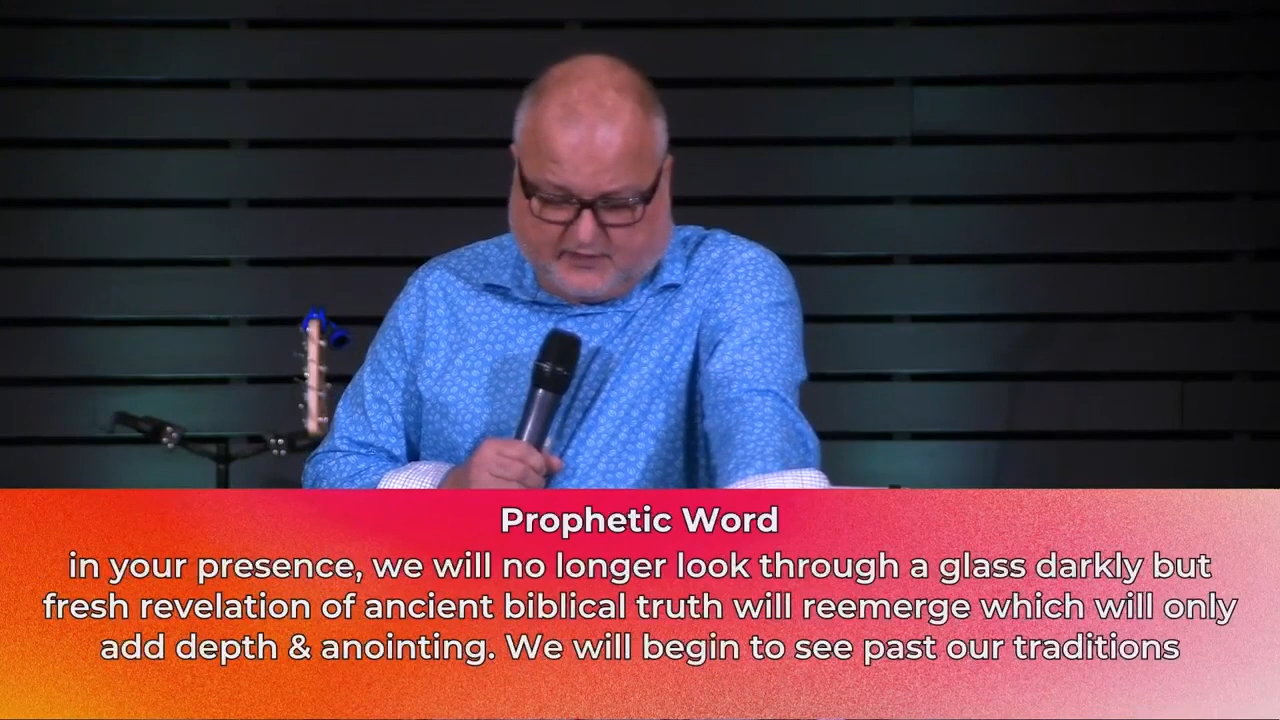 Prophetic Word
in your presence, we will no longer look through a glass darkly but
fresh revelation of ancient biblical truth will reemerge which will only
add depth & anointing. We will begin to see past our traditions